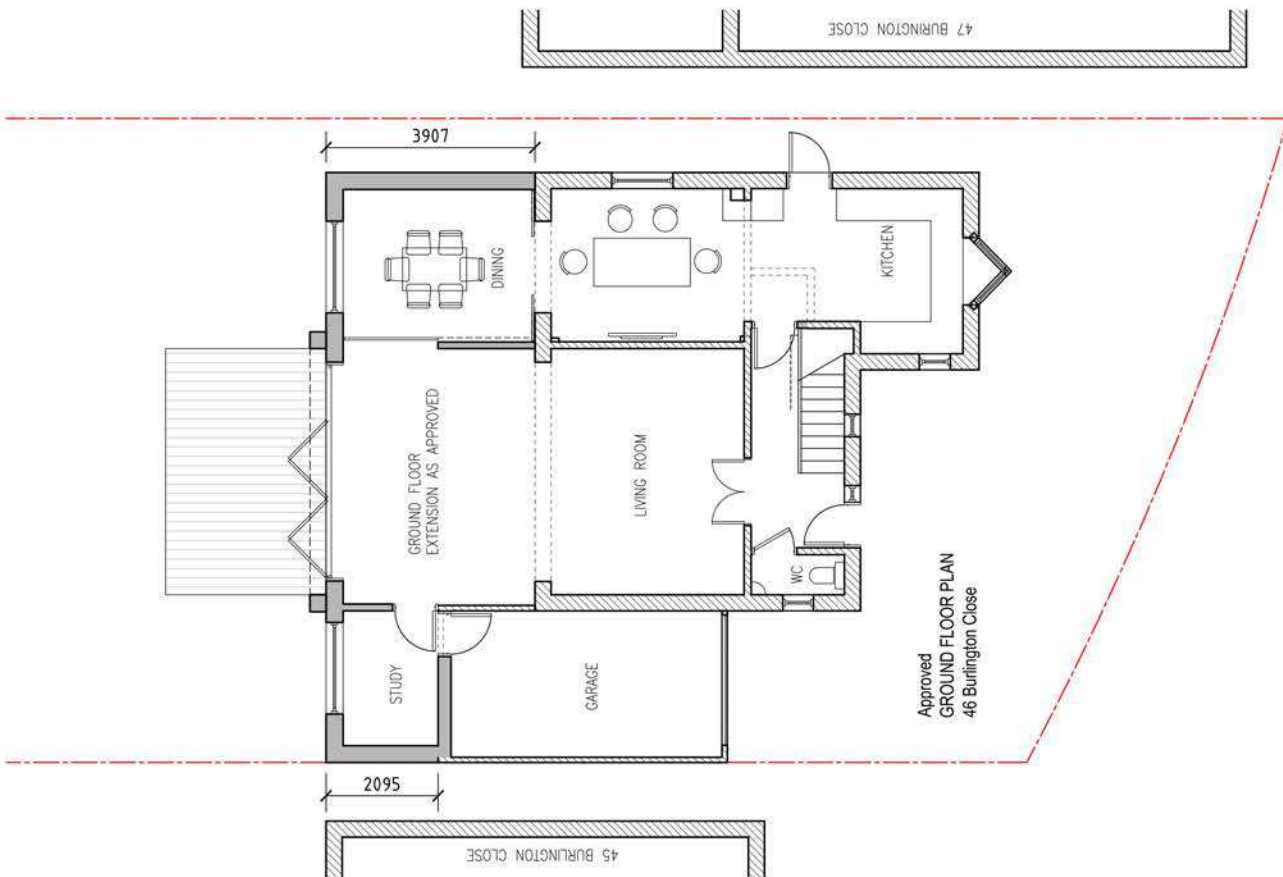 47 BURINGTON CLOSE
3907
DINING
KITCHEN
GROUND FLOOR
EXTENSION AS APPROVED
LIVING ROOM
WC
STUDY
GARAGE
Approved
GROUND FLOOR PLAN
46 Burlington Close
2095
45 BURLINGTON CLOSE